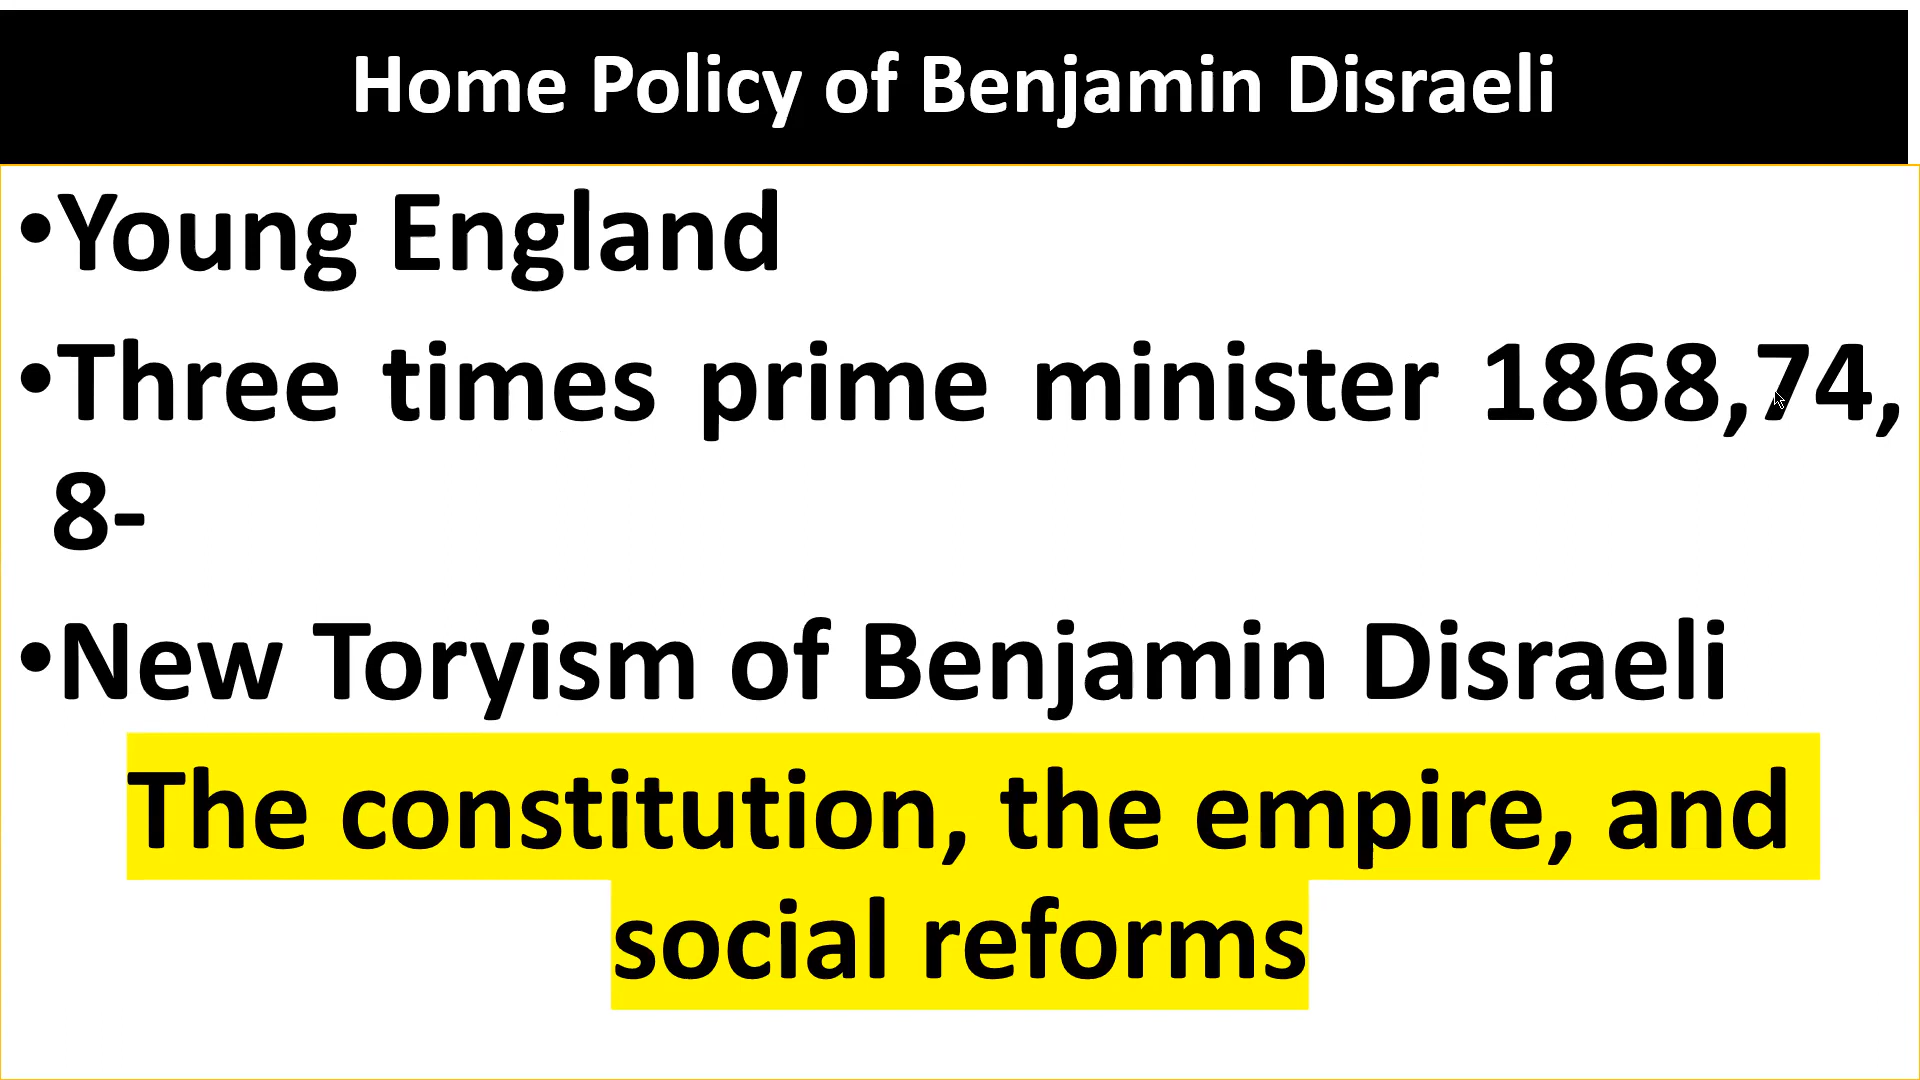 Home Policy of Benjamin Disraeli
•Young England
•Three times prime minister 1868,74,
8-
•New Toryism of Benjamin Disraeli
The constitution, the empire, and
social reforms